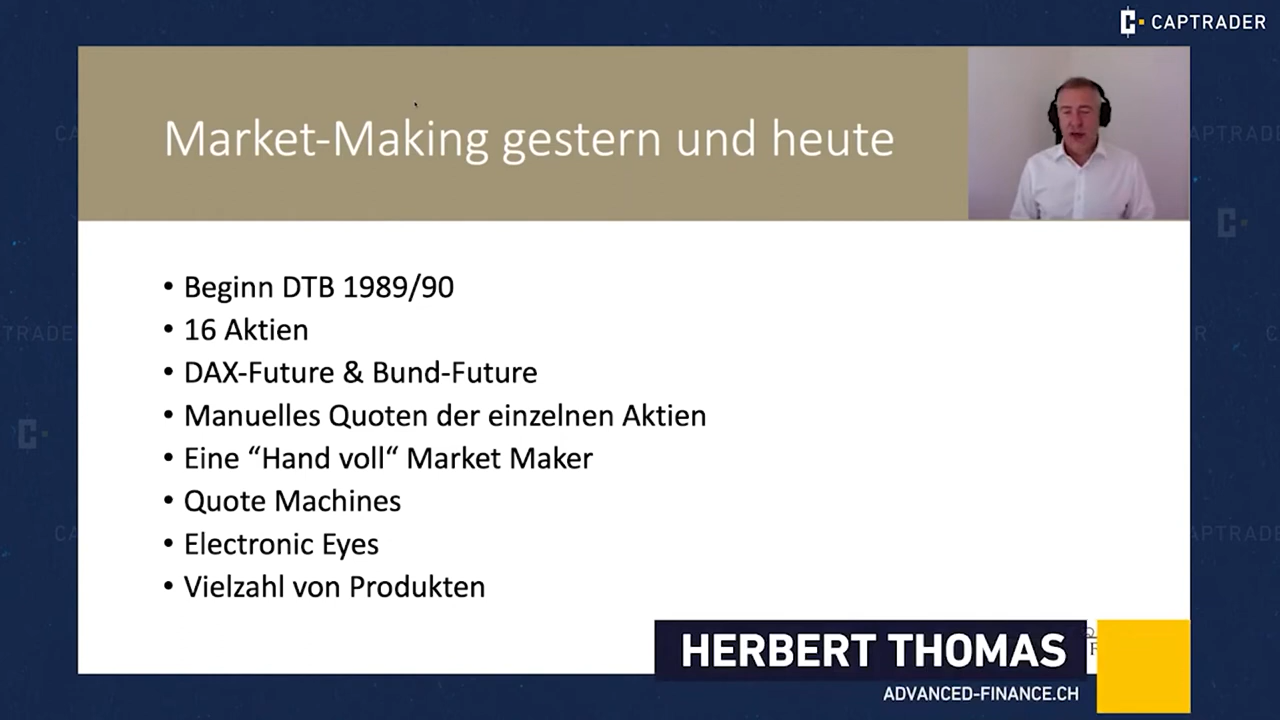 CAPTRADER
Market-Making gestern und heute
• Beginn DTB 1989/90
• 16 Aktien
• DAX-Future & Bund-Future
• Manuelles Quoten der einzelnen Aktien
• Eine “Hand voll“ Market Maker
• Quote Machines
• Electronic Eyes
• Vielzahl von Produkten
HERBERT THOMAS
ADVANCED-FINANCE.CH